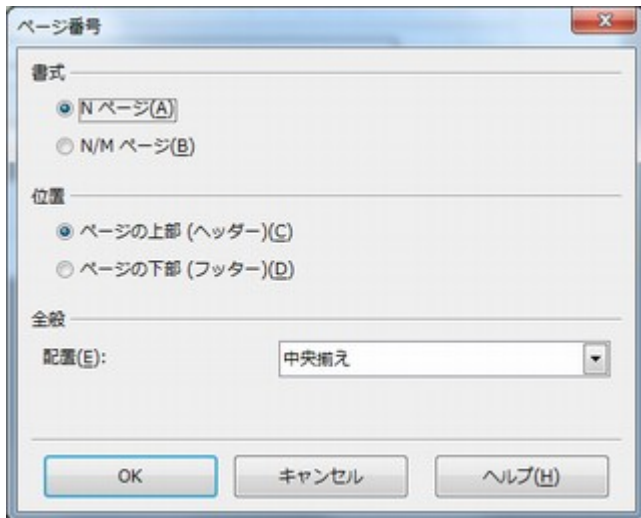 ページ番号
書式
N ページ(A)
N/M ページ(B)
位置
ページの上部 (ヘッダー)(C)
ページの下部 (フッター)(D)
全般
配置(E): 中央揃え
OK キャンセル ヘルプ(H)